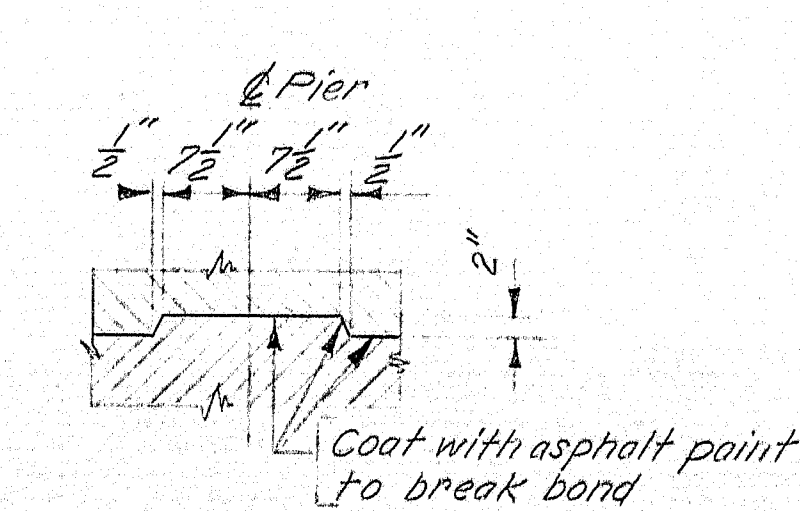 ℄ Pier
1/2" 7 1/2" 7 1/2" 1/2"
2"
Coat with asphalt paint
to break bond